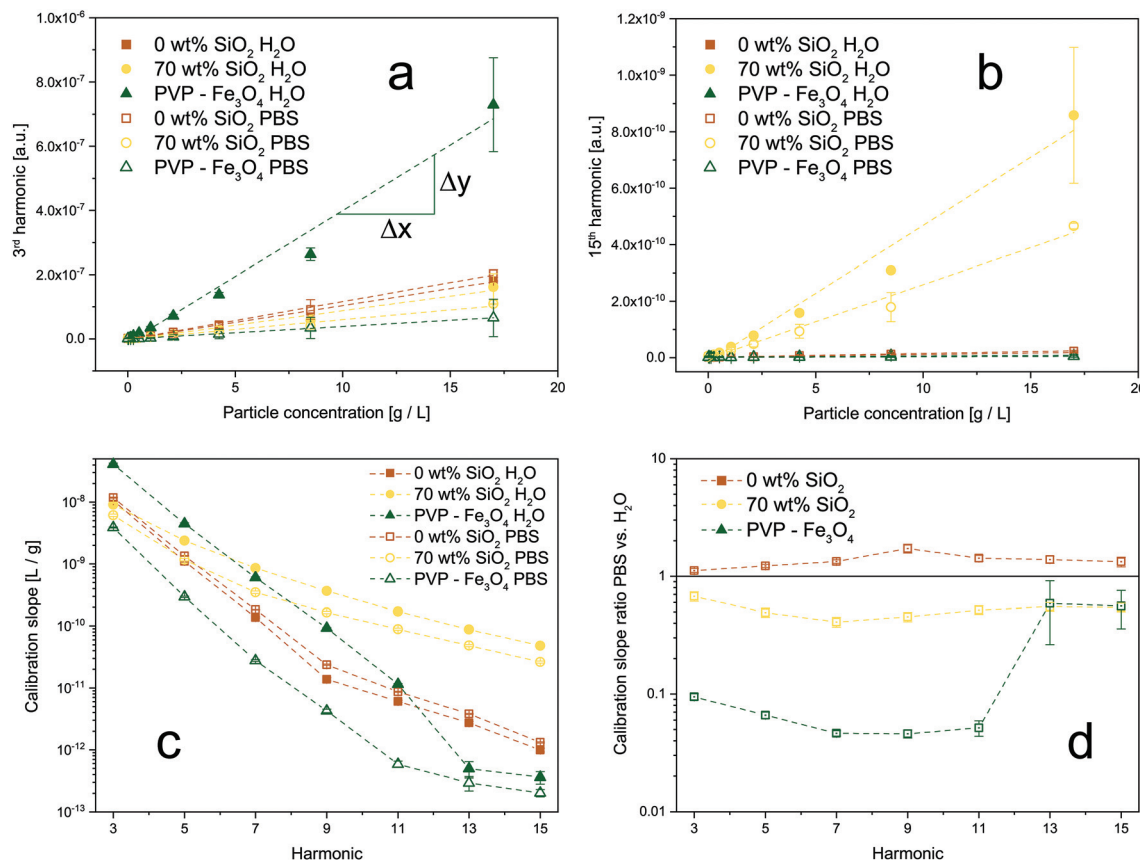 1.0x10⁻⁶
8.0x10⁻⁷
6.0x10⁻⁷
4.0x10⁻⁷
2.0x10⁻⁷
0.0
3ʳᵈ harmonic [a.u.]
0 wt% SiO₂ H₂O
70 wt% SiO₂ H₂O
PVP - Fe₃O₄ H₂O
0 wt% SiO₂ PBS
70 wt% SiO₂ PBS
PVP - Fe₃O₄ PBS
a
Δy
Δx
0 5 10 15 20
Particle concentration [g / L]
1.2x10⁻⁹
1.0x10⁻⁹
8.0x10⁻¹⁰
6.0x10⁻¹⁰
4.0x10⁻¹⁰
2.0x10⁻¹⁰
0.0
15ᵗʰ harmonic [a.u.]
0 wt% SiO₂ H₂O
70 wt% SiO₂ H₂O
PVP - Fe₃O₄ H₂O
0 wt% SiO₂ PBS
70 wt% SiO₂ PBS
PVP - Fe₃O₄ PBS
b
0 5 10 15 20
Particle concentration [g / L]
10⁻⁸
10⁻⁹
10⁻¹⁰
10⁻¹¹
10⁻¹²
10⁻¹³
Calibration slope [L / g]
0 wt% SiO₂ H₂O
70 wt% SiO₂ H₂O
PVP - Fe₃O₄ H₂O
0 wt% SiO₂ PBS
70 wt% SiO₂ PBS
PVP - Fe₃O₄ PBS
c
3 5 7 9 11 13 15
Harmonic
10
1
0.1
0.01
Calibration slope ratio PBS vs. H₂O
0 wt% SiO₂
70 wt% SiO₂
PVP - Fe₃O₄
d
3 5 7 9 11 13 15
Harmonic